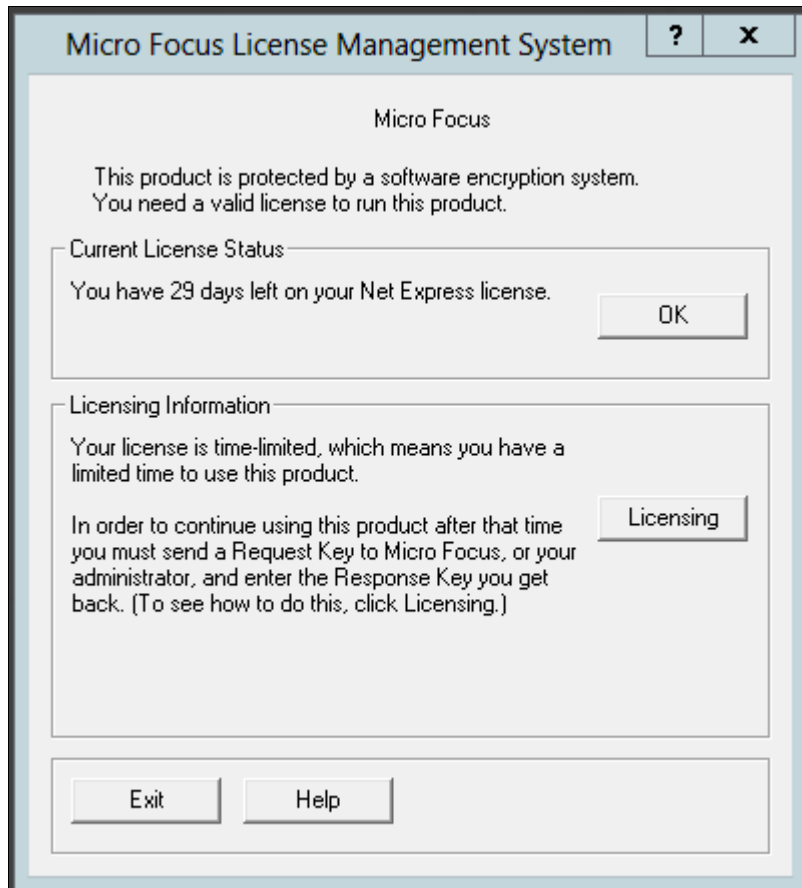 Micro Focus License Management System
?
x
Micro Focus
This product is protected by a software encryption system.
You need a valid license to run this product.
Current License Status
You have 29 days left on your Net Express license.
OK
Licensing Information
Your license is time-limited, which means you have a
limited time to use this product.
In order to continue using this product after that time
you must send a Request Key to Micro Focus, or your
administrator, and enter the Response Key you get
back. (To see how to do this, click Licensing.)
Licensing
Exit
Help